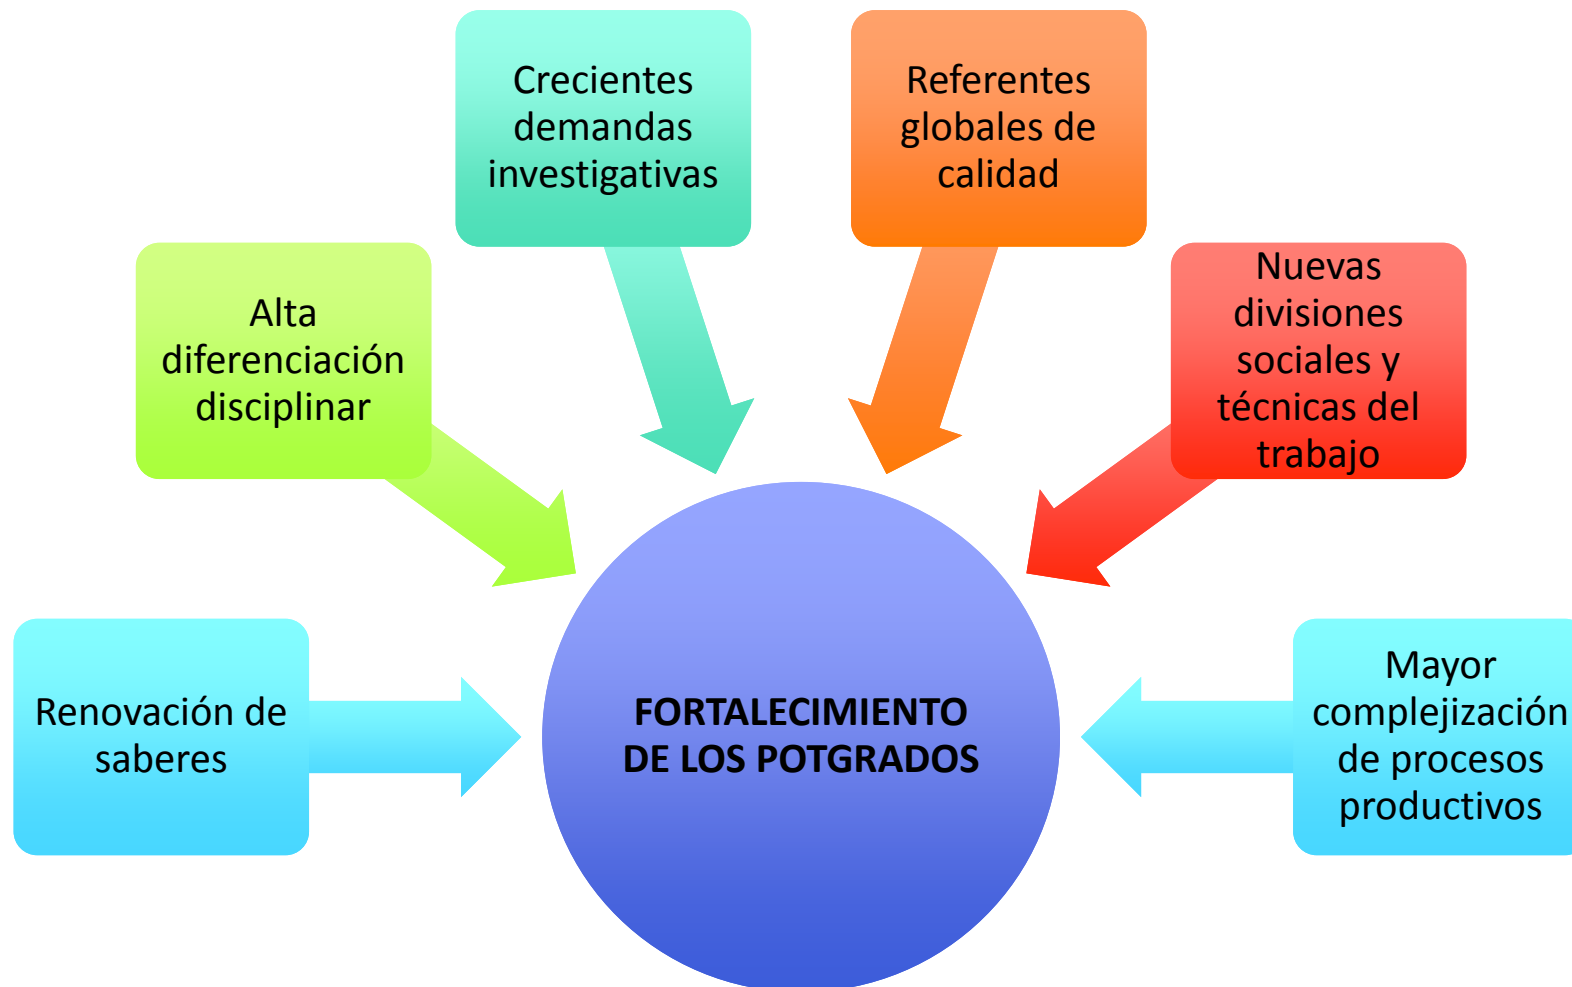 Crecientes
demandas
investigativas
Referentes
globales de
calidad
Alta
diferenciación
disciplinar
Nuevas
divisiones
sociales y
técnicas del
trabajo
Renovación de
saberes
FORTALECIMIENTO
DE LOS POTGRADOS
Mayor
complejización
de procesos
productivos